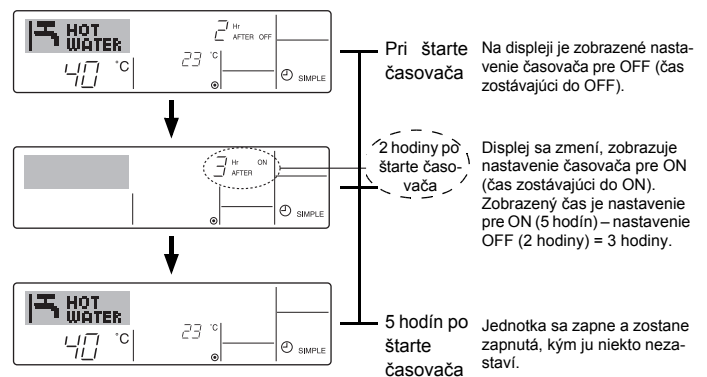 HOT
WATER
40 °C
2 Hr
AFTER OFF
23 °C
SIMPLE
Pri štarte
časovača
Na displeji je zobrazené nasta-
venie časovača pre OFF (čas
zostávajúci do OFF).
3 Hr ON
AFTER
SIMPLE
2 hodiny po
štarte časo-
vača
Displej sa zmení, zobrazuje
nastavenie časovača pre ON
(čas zostávajúci do ON).
Zobrazený čas je nastavenie
pre ON (5 hodín) – nastavenie
OFF (2 hodiny) = 3 hodiny.
HOT
WATER
40 °C
23 °C
SIMPLE
5 hodín po
štarte
časovača
Jednotka sa zapne a zostane
zapnutá, kým ju niekto neza-
staví.